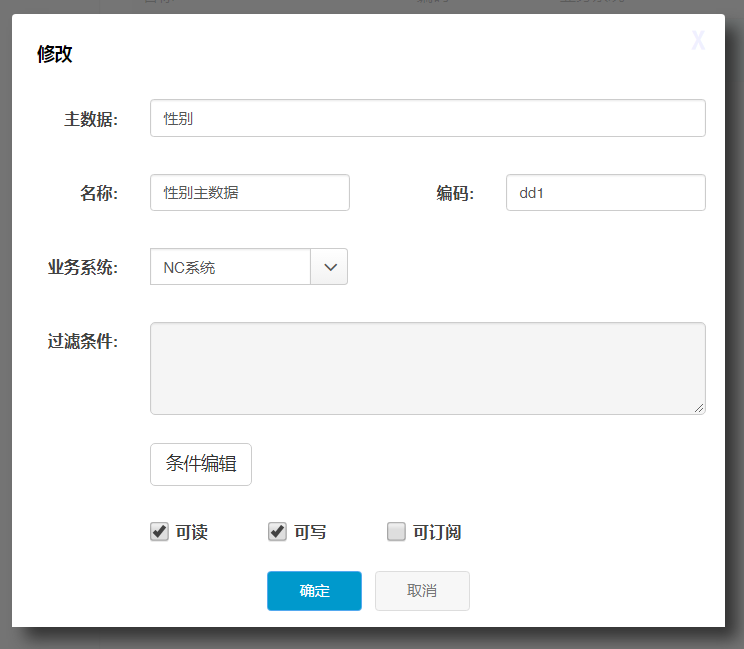 修改
X
主数据: 性别
名称: 性别主数据 编码: dd1
业务系统: NC系统
过滤条件:
条件编辑
可读 可写 可订阅
确定 取消